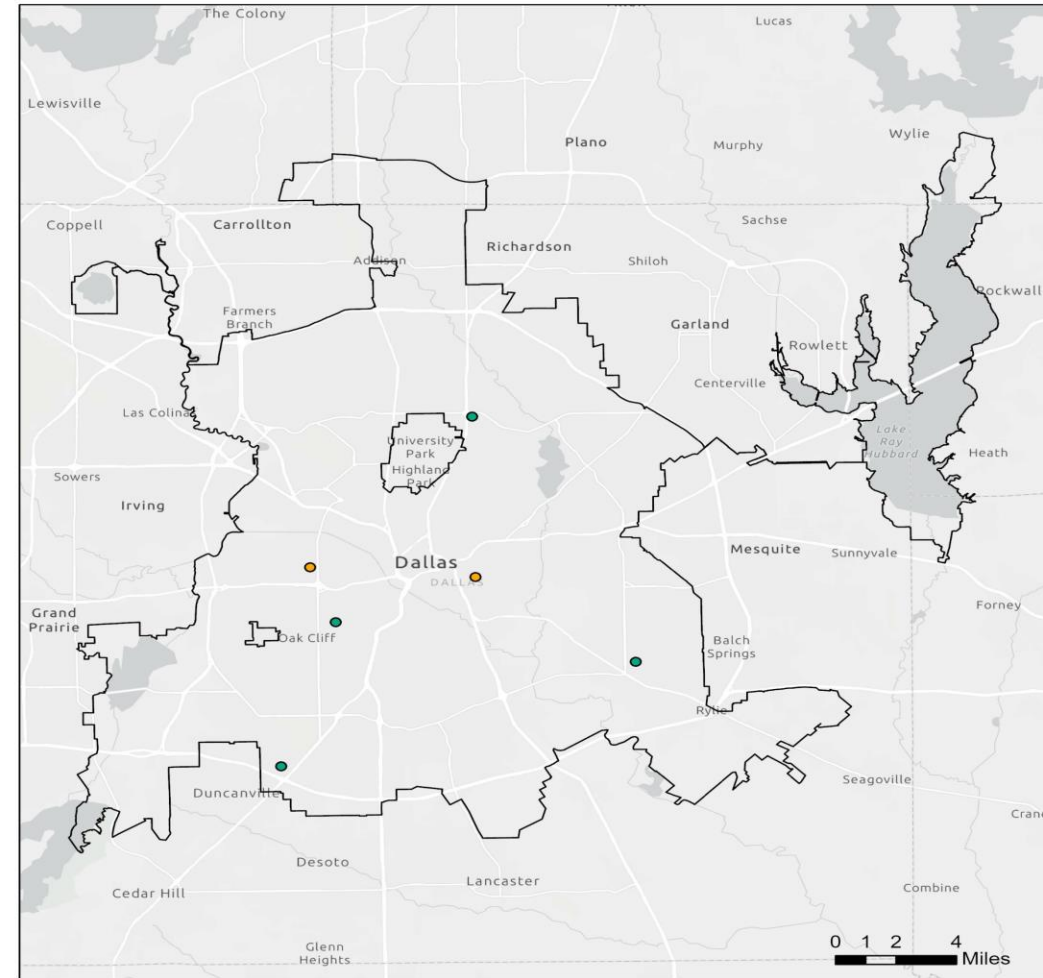 The Colony
Lucas
Lewisville
Wylie
Plano
Murphy
Sachse
Coppell
Carrollton
Richardson
Addison
Shiloh
Rockwall
Farmers
Branch
Garland
Rowlett
Centerville
Las Colina
University
Park
Highland
Park
Lake
Ray
Hubbard
Heath
Sowers
Irving
Mesquite
Sunnyvale
Dallas
DALLAS
Forney
Grand
Prairie
Oak Cliff
Balch
Springs
Rylie
Seagoville
Duncanville
Cran
Desoto
Lancaster
Cedar Hill
Combine
Glenn
Heights
0 1 2 4
Miles